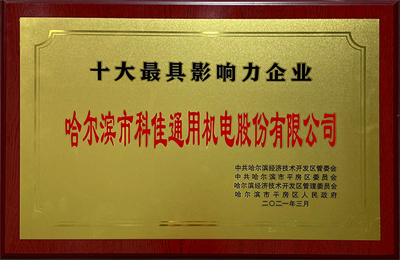 十大最具影响力企业
哈尔滨市科佳通用机电股份有限公司
中共哈尔滨经济技术开发区管委会
中共哈尔滨市平房区委员会
哈尔滨经济技术开发区管理委员会
哈尔滨市平房区人民政府
二〇二一年三月